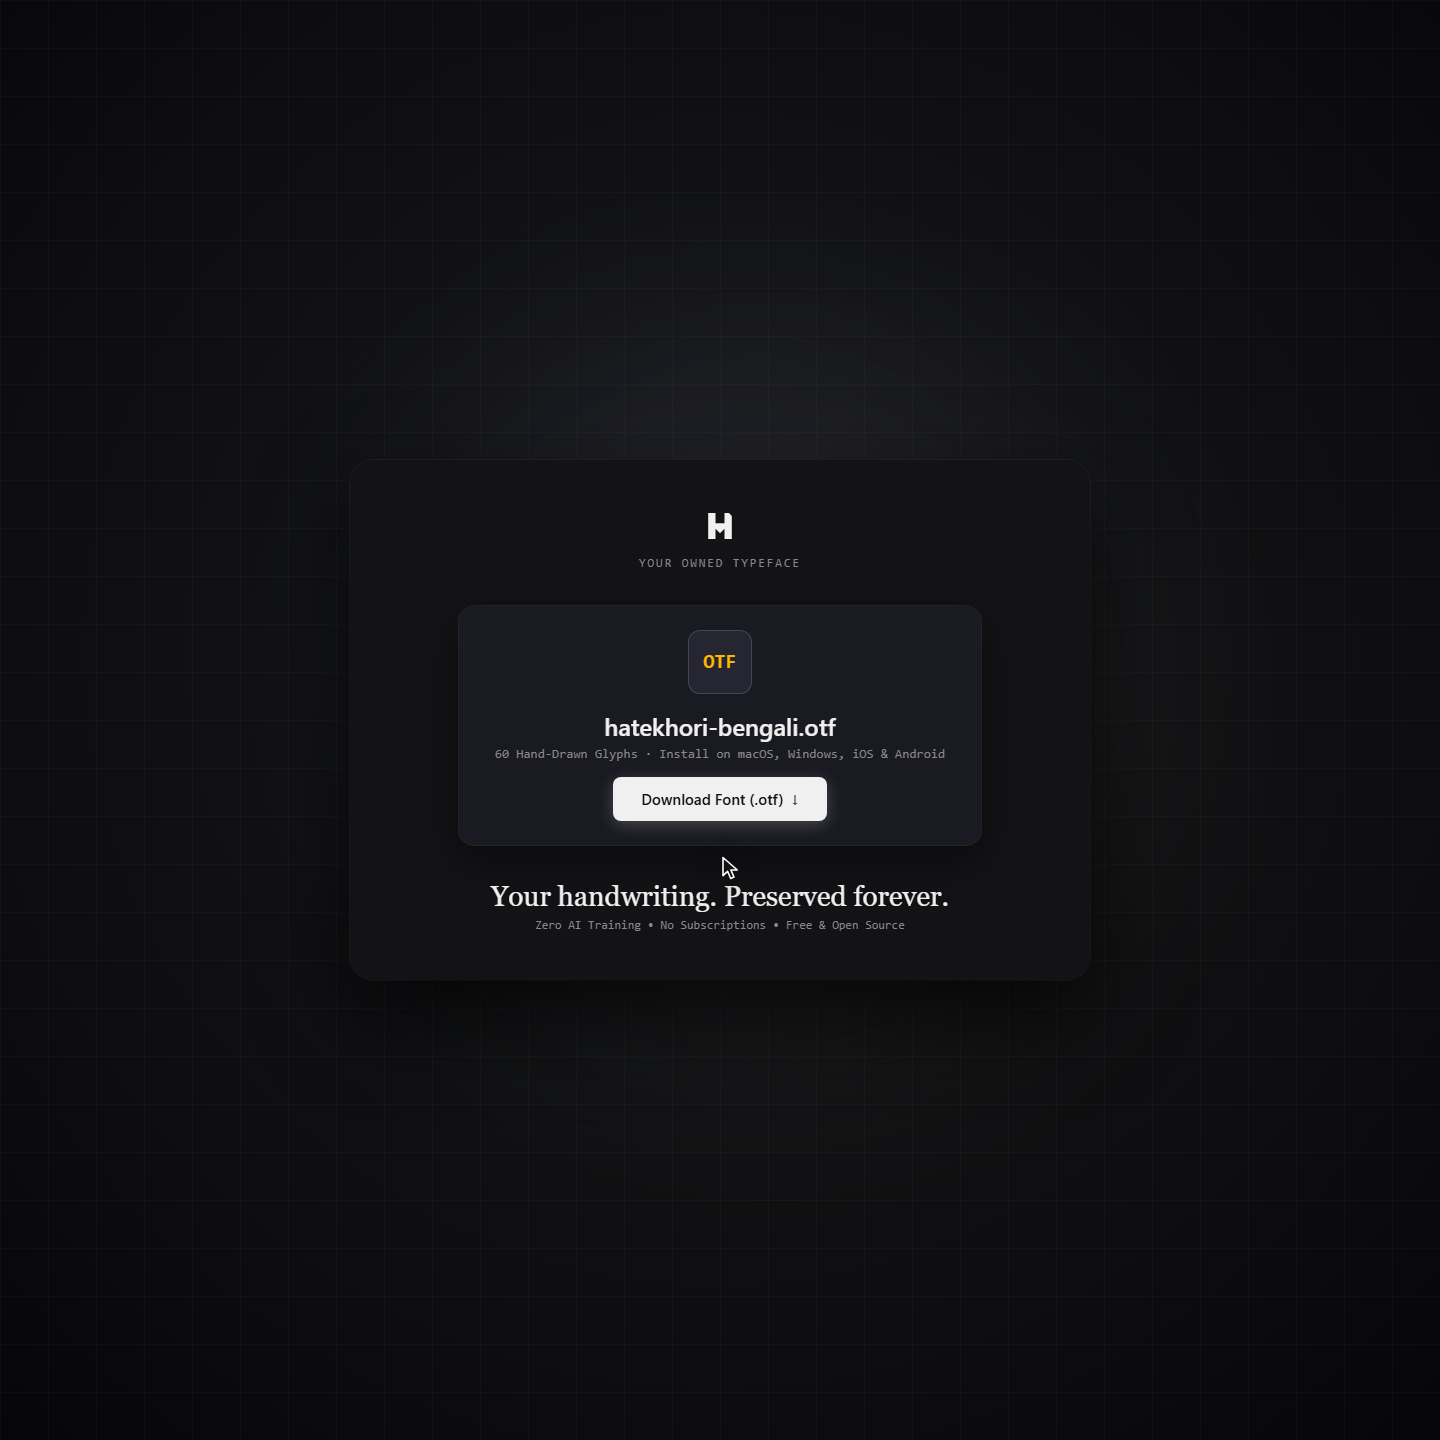 H
YOUR OWNED TYPEFACE
OTF
hatekhori-bengali.otf
60 Hand-Drawn Glyphs · Install on macOS, Windows, iOS & Android
Download Font (.otf) ↓
Your handwriting. Preserved forever.
Zero AI Training • No Subscriptions • Free & Open Source